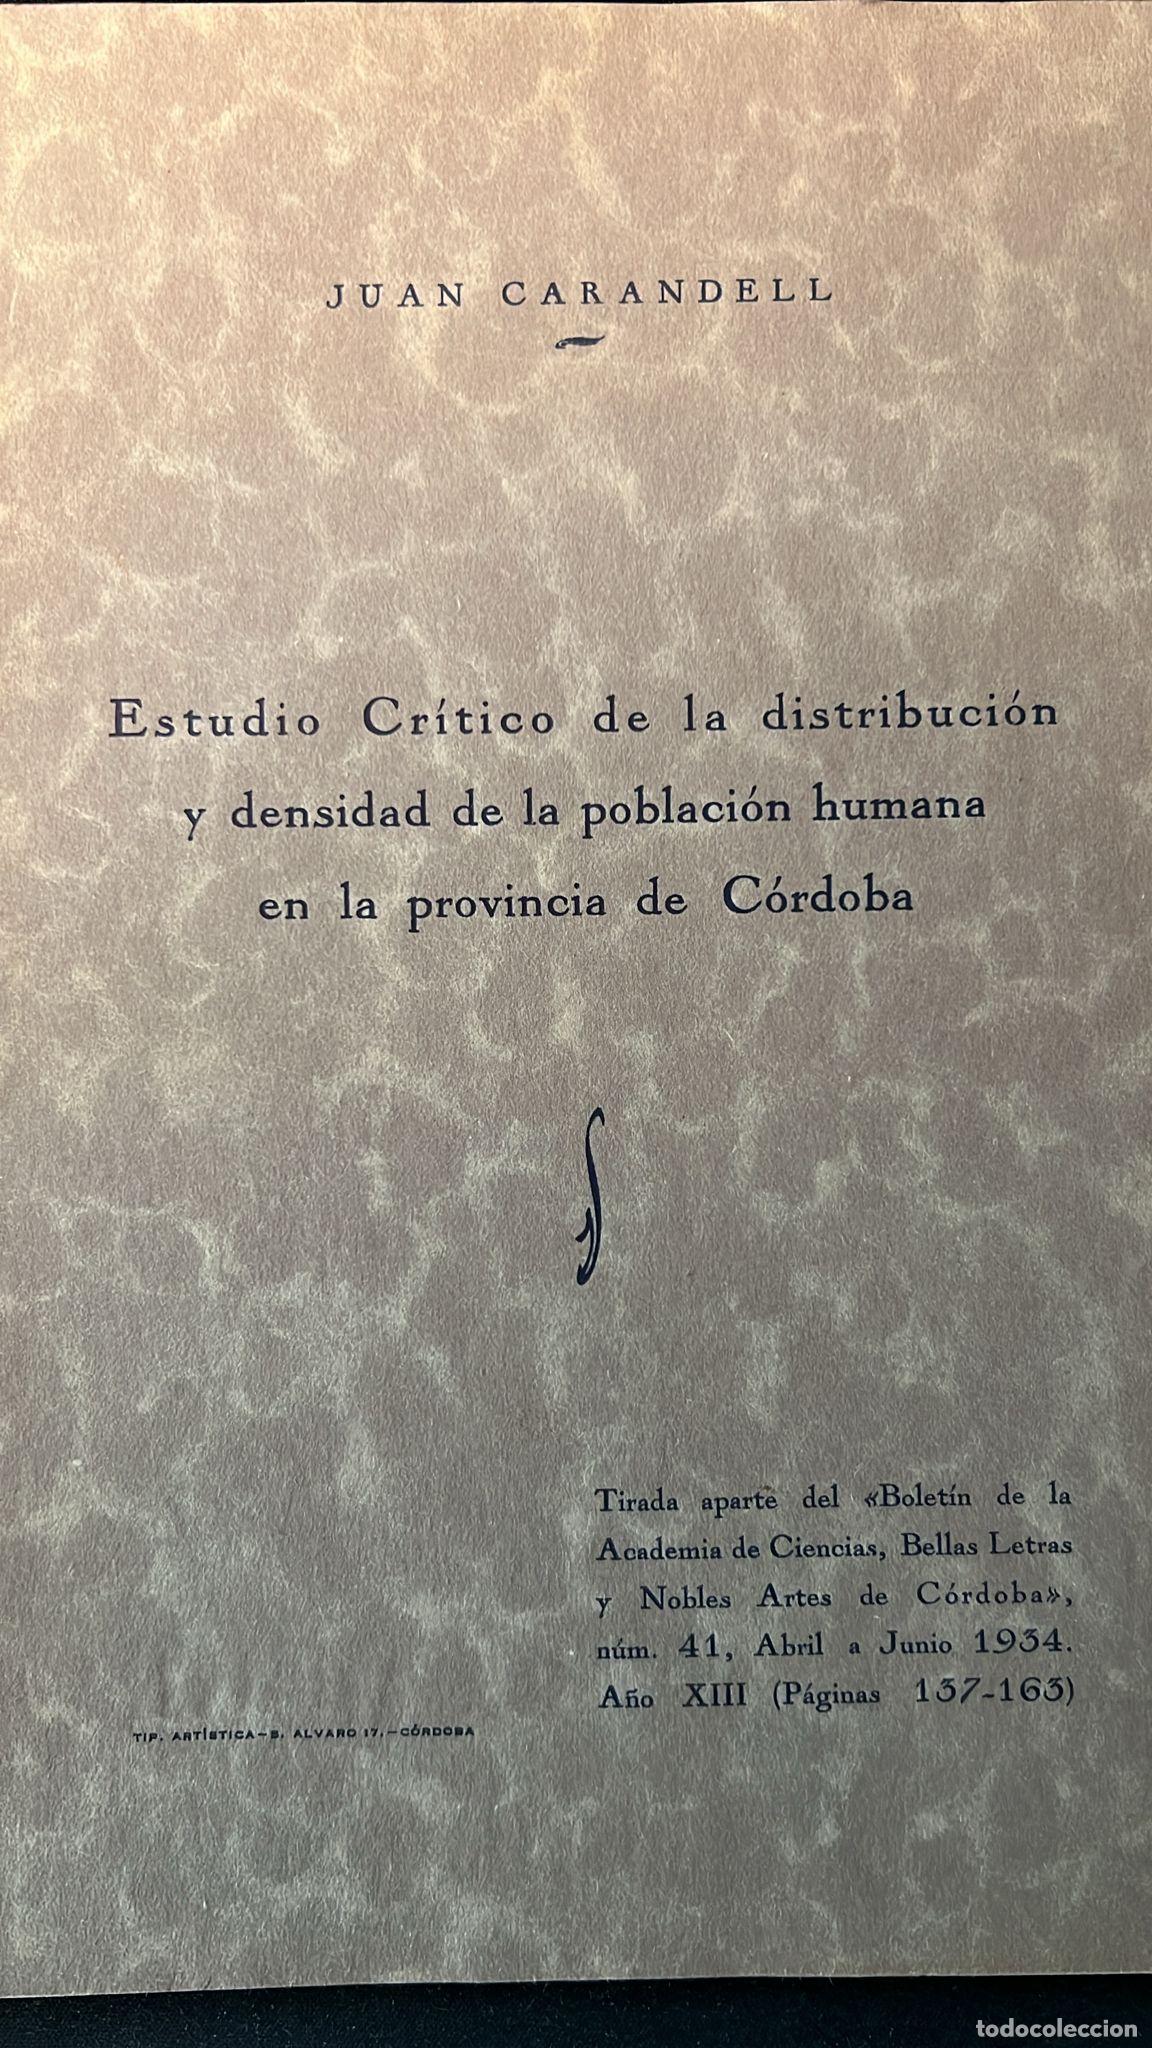 JUAN CARANDELL
Estudio Crítico de la distribución
y densidad de la población humana
en la provincia de Córdoba
Tirada aparte del «Boletín de la
Academia de Ciencias, Bellas Letras
y Nobles Artes de Córdoba»,
núm. 41, Abril a Junio 1934.
Año XIII (Páginas 137-163)
TIP. ARTÍSTICA-S. ALVARO 17.-CÓRDOBA
todocoleccion